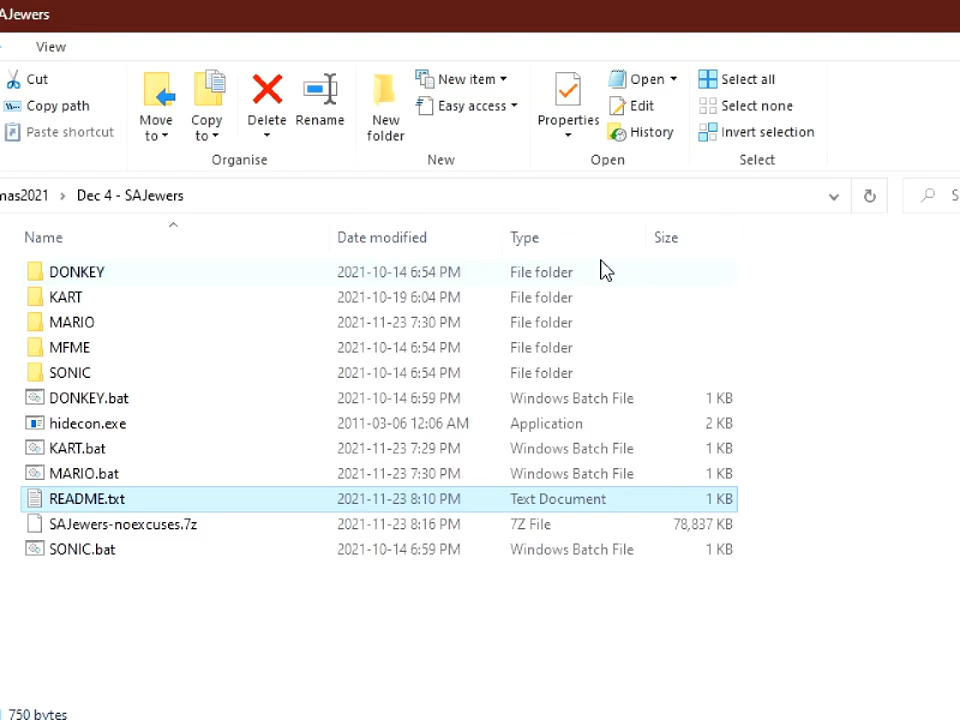 AJewers
View
Cut
Copy path
Paste shortcut
Move to
Copy to
Delete
Rename
Organise
New folder
New item
Easy access
New
Properties
Open
Edit
History
Open
Select all
Select none
Invert selection
Select
mas2021 › Dec 4 - SAJewers
S
Name Date modified Type Size
DONKEY 2021-10-14 6:54 PM File folder
KART 2021-10-19 6:04 PM File folder
MARIO 2021-11-23 7:30 PM File folder
MFME 2021-10-14 6:54 PM File folder
SONIC 2021-10-14 6:54 PM File folder
DONKEY.bat 2021-10-14 6:59 PM Windows Batch File 1 KB
hidecon.exe 2011-03-06 12:06 AM Application 2 KB
KART.bat 2021-11-23 7:29 PM Windows Batch File 1 KB
MARIO.bat 2021-11-23 7:30 PM Windows Batch File 1 KB
README.txt 2021-11-23 8:10 PM Text Document 1 KB
SAJewers-noexcuses.7z 2021-11-23 8:16 PM 7Z File 78,837 KB
SONIC.bat 2021-10-14 6:59 PM Windows Batch File 1 KB
750 bytes